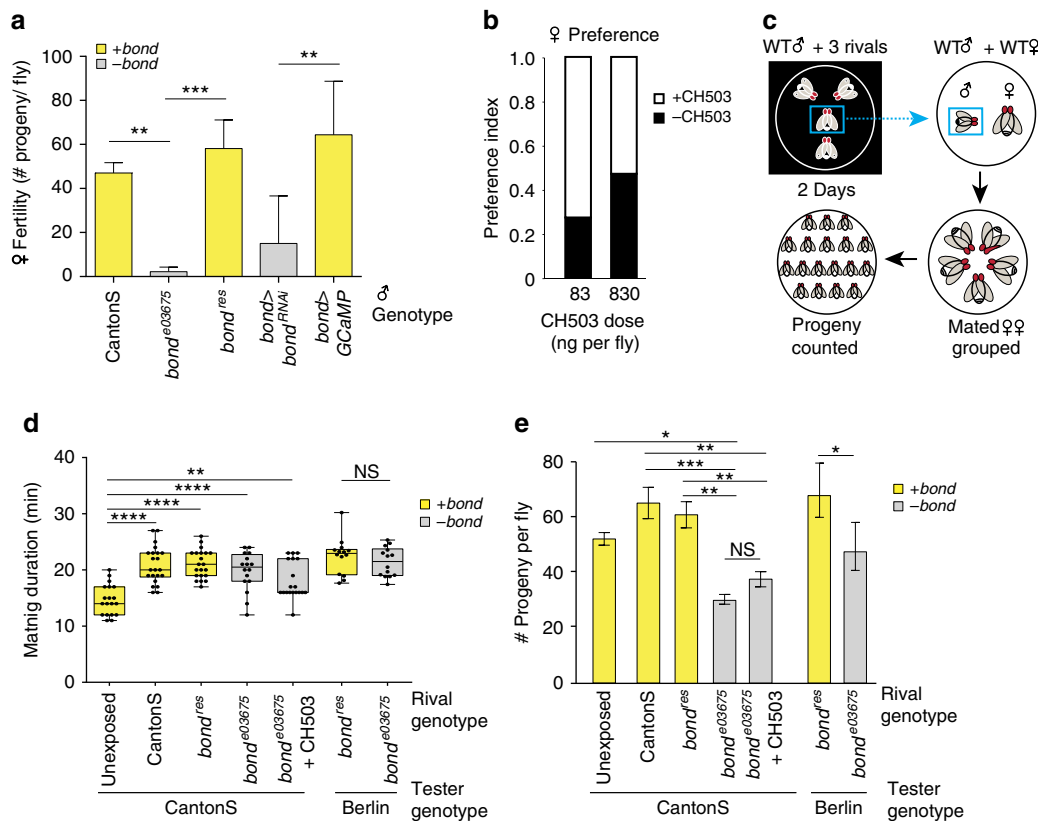 a
+bond
–bond
♀ Fertility (# progeny/ fly)
100
80
60
40
20
0
**
***
**
CantonS
bond^e03675
bond^res
bond> bond^RNAi
bond> GCaMP
♂
Genotype
b
♀ Preference
Preference index
1.0
0.8
0.6
0.4
0.2
0.0
+CH503
–CH503
83
830
CH503 dose
(ng per fly)
c
WT♂ + 3 rivals
WT♂ + WT♀
♂
♀
2 Days
Progeny
counted
Mated♀♀
grouped
d
Matnig duration (min)
40
30
20
10
0
**
****
****
****
NS
+bond
–bond
Unexposed
CantonS
bond^res
bond^e03675
bond^e03675
+ CH503
bond^res
bond^e03675
Rival
genotype
CantonS
Berlin
Tester
genotype
e
# Progeny per fly
80
60
40
20
0
*
**
***
**
**
NS
*
+bond
–bond
Unexposed
CantonS
bond^res
bond^e03675
bond^e03675
+ CH503
bond^res
bond^e03675
Rival
genotype
CantonS
Berlin
Tester
genotype